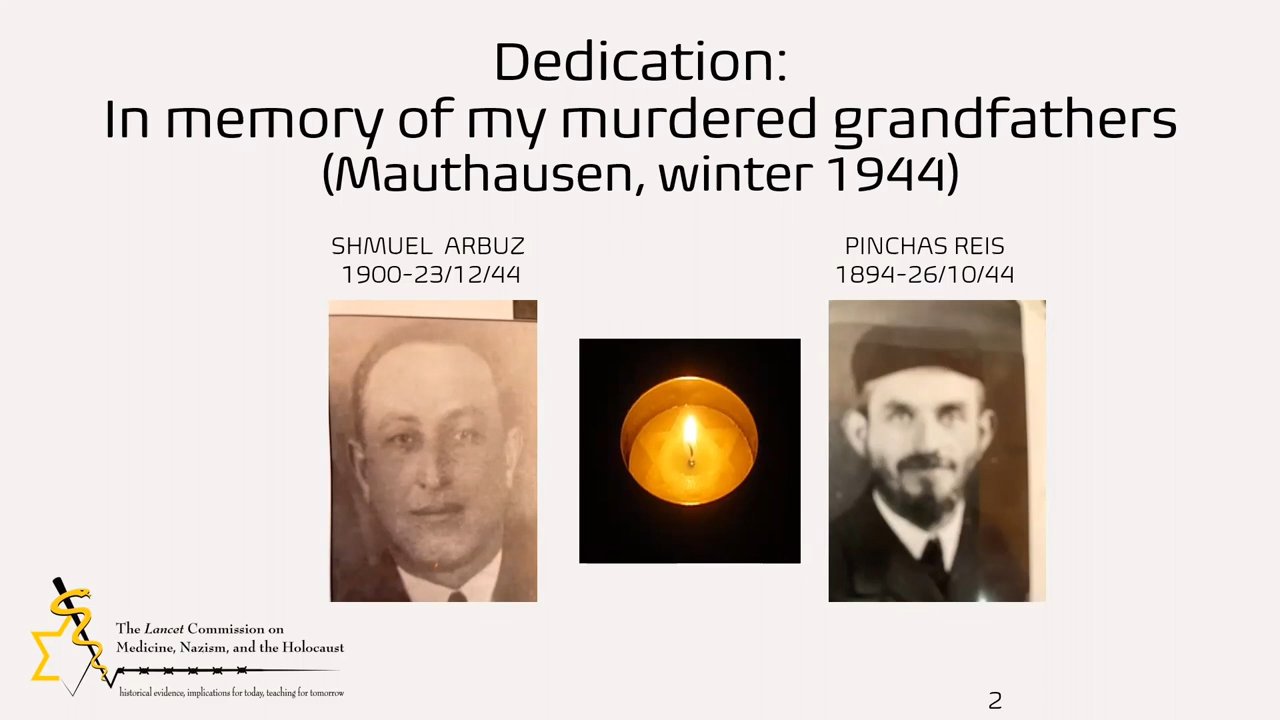 Dedication:
In memory of my murdered grandfathers
(Mauthausen, winter 1944)
SHMUEL ARBUZ
1900-23/12/44
PINCHAS REIS
1894-26/10/44
The Lancet Commission on
Medicine, Nazism, and the Holocaust
historical evidence, implications for today, teaching for tomorrow
2